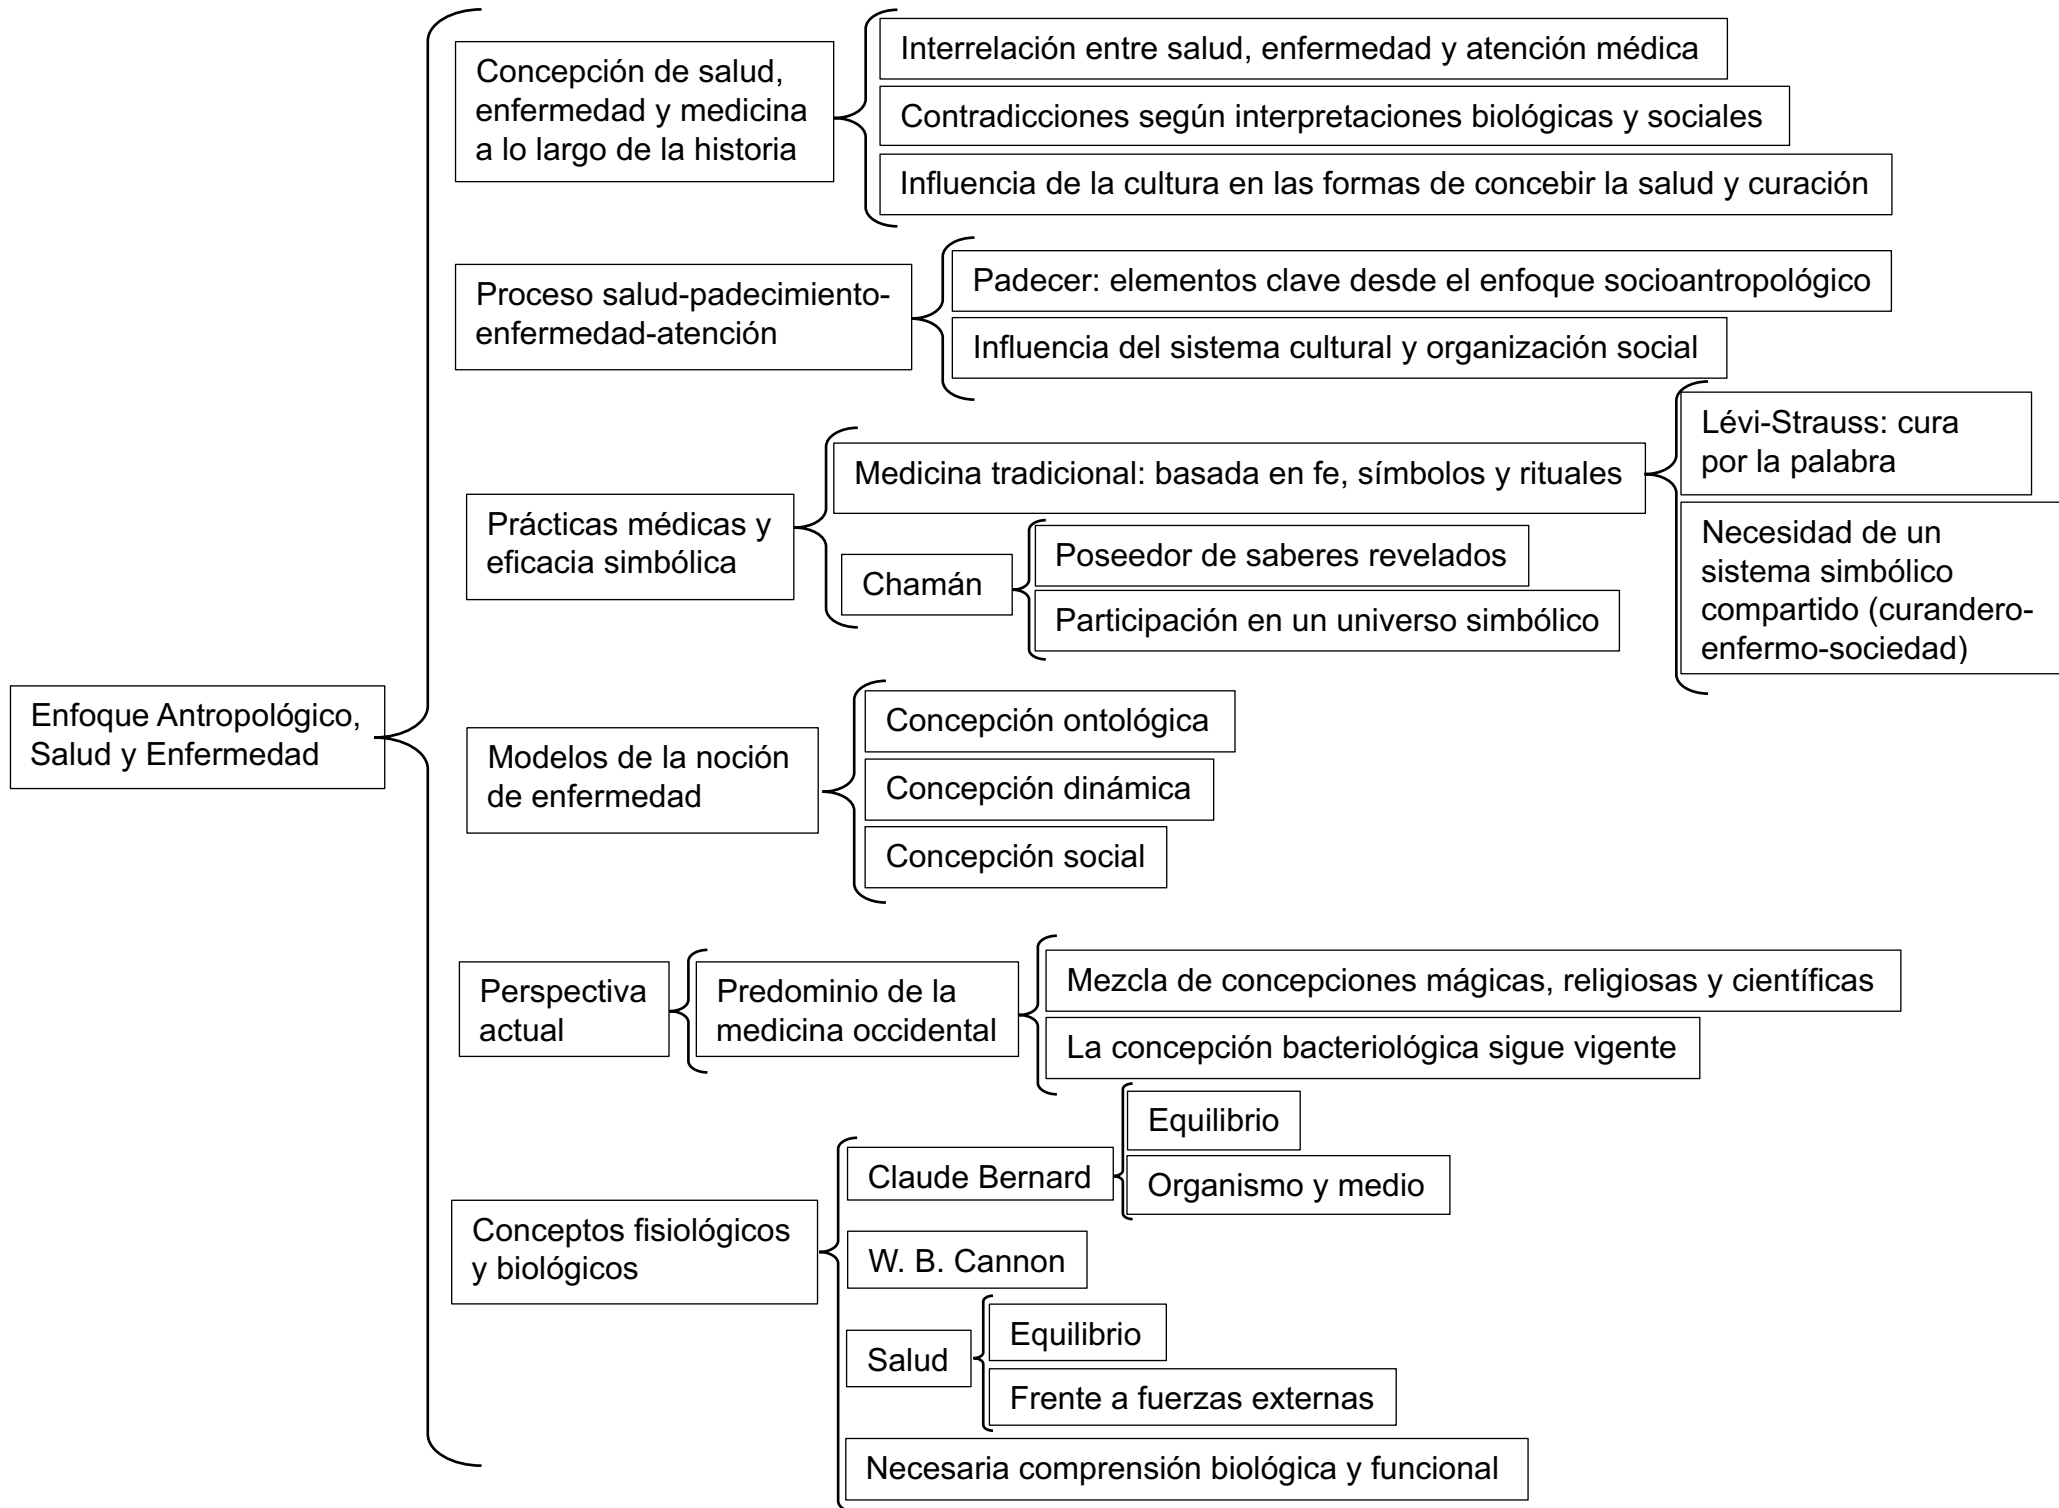 Enfoque Antropológico,
Salud y Enfermedad
Concepción de salud,
enfermedad y medicina
a lo largo de la historia
Interrelación entre salud, enfermedad y atención médica
Contradicciones según interpretaciones biológicas y sociales
Influencia de la cultura en las formas de concebir la salud y curación
Proceso salud-padecimiento-
enfermedad-atención
Padecer: elementos clave desde el enfoque socioantropológico
Influencia del sistema cultural y organización social
Prácticas médicas y
eficacia simbólica
Medicina tradicional: basada en fe, símbolos y rituales
Lévi-Strauss: cura
por la palabra
Necesidad de un
sistema simbólico
compartido (curandero-
enfermo-sociedad)
Chamán
Poseedor de saberes revelados
Participación en un universo simbólico
Modelos de la noción
de enfermedad
Concepción ontológica
Concepción dinámica
Concepción social
Perspectiva
actual
Predominio de la
medicina occidental
Mezcla de concepciones mágicas, religiosas y científicas
La concepción bacteriológica sigue vigente
Conceptos fisiológicos
y biológicos
Claude Bernard
Equilibrio
Organismo y medio
W. B. Cannon
Salud
Equilibrio
Frente a fuerzas externas
Necesaria comprensión biológica y funcional